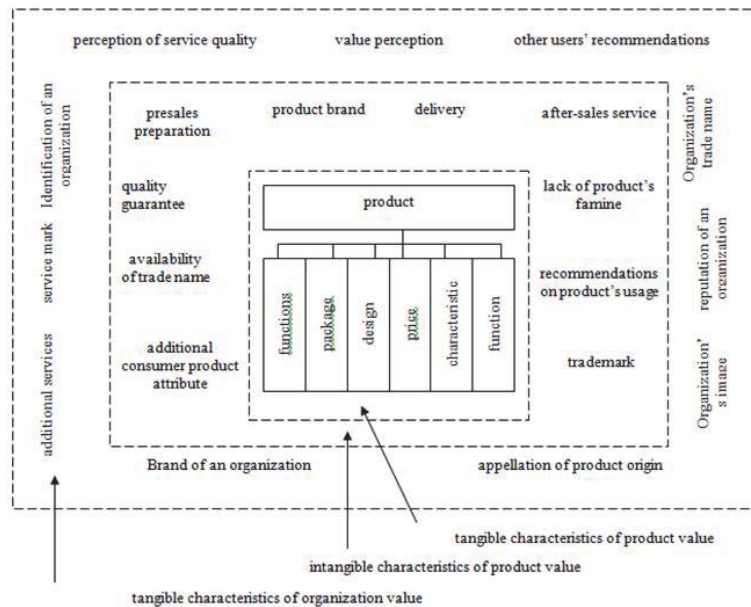 perception of service quality
value perception
other users' recommendations
Identification of an
organization
service mark
additional services
presales
preparation
product brand
delivery
after-sales service
quality
guarantee
lack of product's
famine
availability
of trade name
recommendations
on product's usage
additional
consumer product
attribute
trademark
product
functions
package
design
price
characteristic
function
Organization's
trade name
reputation of an
organization
Organization'
s image
Brand of an organization
appellation of product origin
tangible characteristics of product value
intangible characteristics of product value
tangible characteristics of organization value